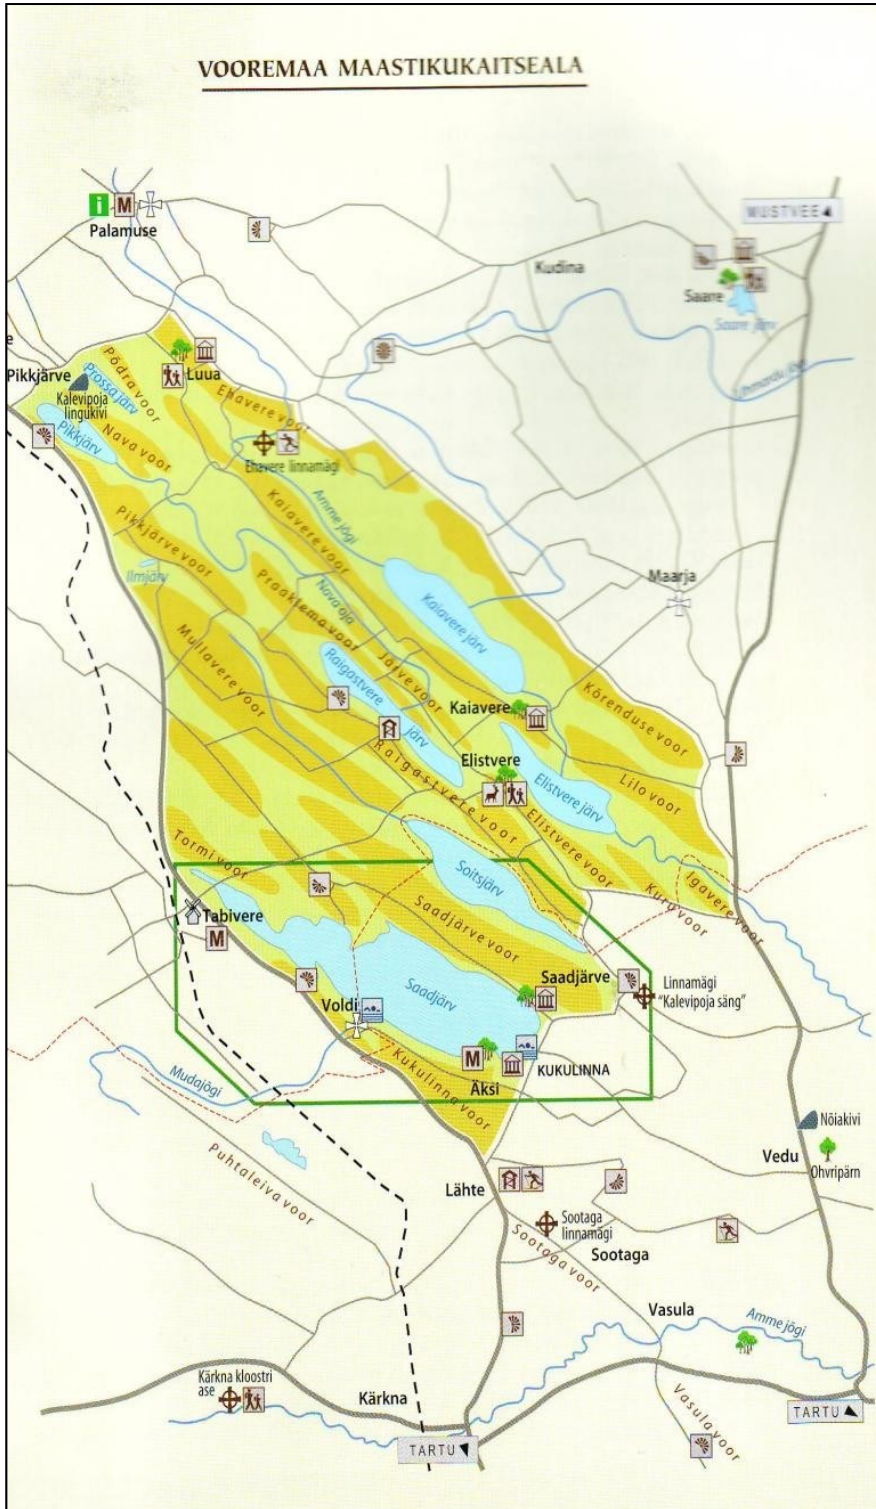 VOOREMAA MAASTIKUKAITSEALA
i
M
Palamuse
MUSTVEE
Kudina
Saare
Saare järv
e
Pikkjärve
Kalevipoja
lingukivi
Prossa järv
Põdra voor
Luua
Pikkjärv
Nava voor
Ehavere voor
Ehavere linnamägi
Amme jõgi
Kaiavere voor
Pikkjärve voor
Ilmjärv
Praaklema voor
Nava oja
Kaiavere järv
Maarja
Mullavere voor
Raigastvere
järv
Järve voor
Kaiavere
Kõrenduse voor
Elistvere
Elistvere järv
Lilo voor
Raigastvere voor
Elistvere voor
Tormi voor
Soitsjärv
Kuru voor
Igavere voor
Tabivere
M
Saadjärve voor
Saadjärv
Saadjärve
Linnamägi
"Kalevipoja säng"
Voldi
Kukulinna voor
M
Äksi
KUKULINNA
Mudajõgi
Nõiakivi
Puhtaleiva voor
Vedu
Ohvripärn
Lähte
Sootaga
linnamägi
Sootaga voor
Sootaga
Vasula
Amme jõgi
Kärkna kloostri
ase
Kärkna
Vasula voor
TARTU
TARTU